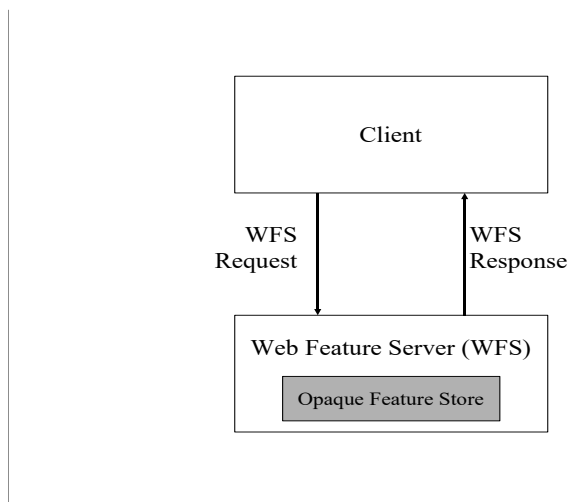 Client
WFS
Request
WFS
Response
Web Feature Server (WFS)
Opaque Feature Store